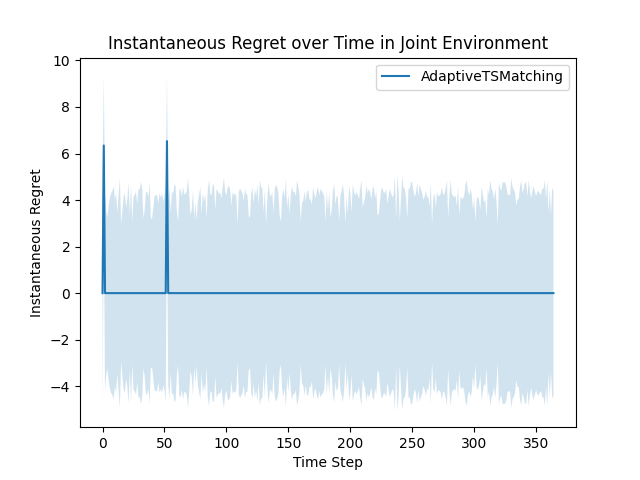 Instantaneous Regret over Time in Joint Environment
AdaptiveTSMatching
Instantaneous Regret
10
8
6
4
2
0
−2
−4
0 50 100 150 200 250 300 350
Time Step